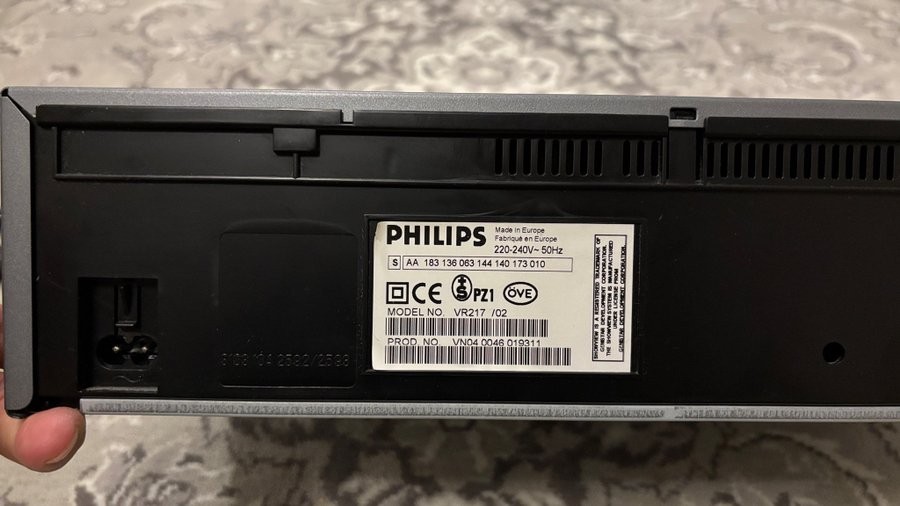 PHILIPS
Made in Europe
Fabriqué en Europe
220-240V~ 50Hz
S AA 183 136 063 144 140 173 010
CE
S PZ1
ÖVE
MODEL NO. VR217 /02
PROD NO. VN04 0046 019311
SHOWVIEW IS A REGISTERED TRADEMARK OF
GEMSTAR DEVELOPMENT CORPORATION.
THE SHOWVIEW SYSTEM IS MANUFACTURED
UNDER LICENSE FROM
GEMSTAR DEVELOPMENT CORPORATION.